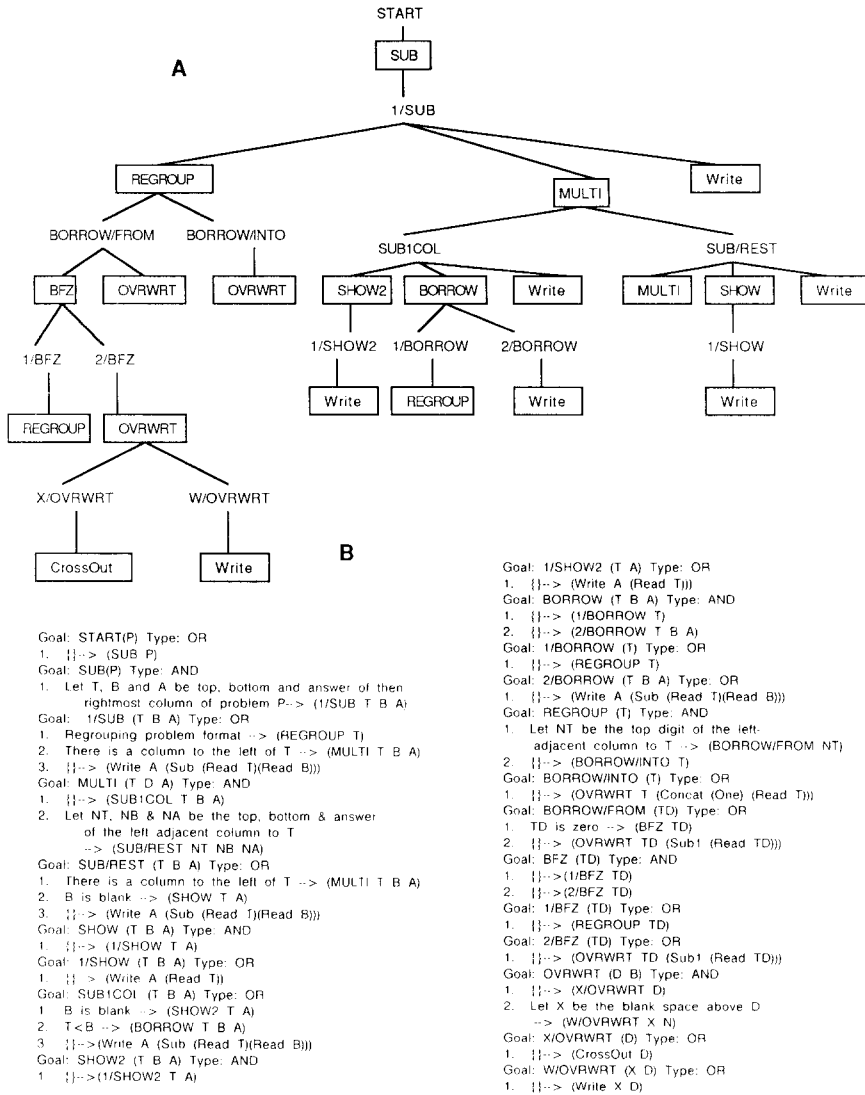 START
A
SUB
1/SUB
REGROUP
MULTI
Write
BORROW/FROM BORROW/INTO
SUB1COL
SUB/REST
BFZ OVRWRT OVRWRT
SHOW2 BORROW Write
MULTI SHOW Write
1/BFZ 2/BFZ
1/SHOW2 1/BORROW 2/BORROW
1/SHOW
REGROUP OVRWRT
Write REGROUP Write
Write
X/OVRWRT W/OVRWRT
CrossOut Write
B
Goal: START(P) Type: OR
1. {}--> (SUB P)
Goal: SUB(P) Type: AND
1. Let T, B and A be top, bottom and answer of then
rightmost column of problem P--> (1/SUB T B A)
Goal: 1/SUB (T B A) Type: OR
1. Regrouping problem format --> (REGROUP T)
2. There is a column to the left of T --> (MULTI T B A)
3. {}--> (Write A (Sub (Read T)(Read B)))
Goal: MULTI (T D A) Type: AND
1. {}--> (SUB1COL T B A)
2. Let NT, NB & NA be the top, bottom & answer
of the left adjacent column to T
--> (SUB/REST NT NB NA)
Goal: SUB/REST (T B A) Type: OR
1. There is a column to the left of T --> (MULTI T B A)
2. B is blank --> (SHOW T A)
3. {}--> (Write A (Sub (Read T)(Read B)))
Goal: SHOW (T B A) Type: AND
1. {}--> (1/SHOW T A)
Goal: 1/SHOW (T B A) Type: OR
1. {} > (Write A (Read T))
Goal: SUB1COL (T B A) Type: OR
1 B is blank --> (SHOW2 T A)
2. T<B --> (BORROW T B A)
3 {}-->(Write A (Sub (Read T)(Read B)))
Goal: SHOW2 (T B A) Type: AND
1 {}-->(1/SHOW2 T A)
Goal: 1/SHOW2 (T A) Type: OR
1. {}--> (Write A (Read T)))
Goal: BORROW (T B A) Type: AND
1. {}--> (1/BORROW T)
2. {}--> (2/BORROW T B A)
Goal: 1/BORROW (T) Type: OR
1. {}--> (REGROUP T)
Goal: 2/BORROW (T B A) Type: OR
1. {}--> (Write A (Sub (Read T)(Read B)))
Goal: REGROUP (T) Type: AND
1. Let NT be the top digit of the left-
adjacent column to T --> (BORROW/FROM NT)
2. {}--> (BORROW/INTO T)
Goal: BORROW/INTO (T) Type: OR
1. {}--> (OVRWRT T (Concat (One) (Read T)))
Goal: BORROW/FROM (TD) Type: OR
1. TD is zero --> (BFZ TD)
2. {}--> (OVRWRT TD (Sub1 (Read TD)))
Goal: BFZ (TD) Type: AND
1. {}-->(1/BFZ TD)
2. {}-->(2/BFZ TD)
Goal: 1/BFZ (TD) Type: OR
1. {}--> (REGROUP TD)
Goal: 2/BFZ (TD) Type: OR
1. {}--> (OVRWRT TD (Sub1 (Read TD)))
Goal: OVRWRT (D B) Type: AND
1. {}--> (X/OVRWRT D)
2. Let X be the blank space above D
--> (W/OVRWRT X N)
Goal: X/OVRWRT (D) Type: OR
1. {}--> (CrossOut D)
Goal: W/OVRWRT (X D) Type: OR
1. {}--> (Write X D)